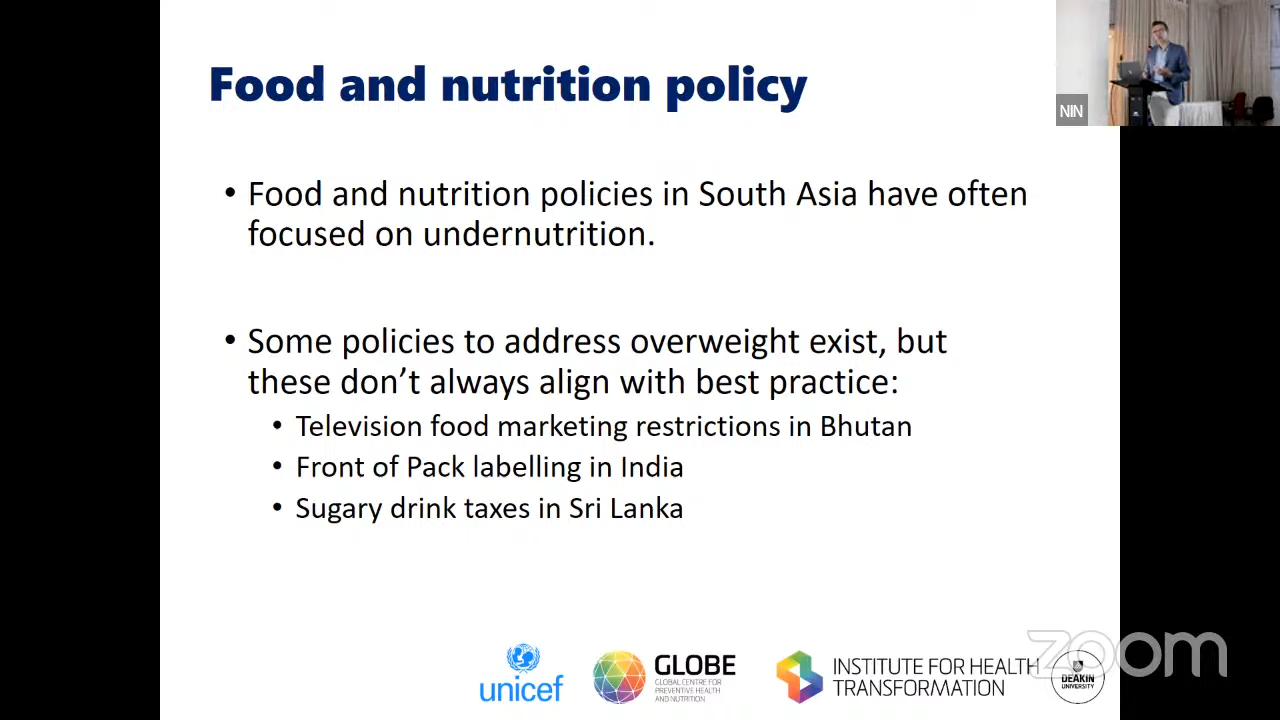 Food and nutrition policy
NIN
• Food and nutrition policies in South Asia have often
focused on undernutrition.
• Some policies to address overweight exist, but
these don't always align with best practice:
• Television food marketing restrictions in Bhutan
• Front of Pack labelling in India
• Sugary drink taxes in Sri Lanka
unicef
GLOBE
GLOBAL CENTRE FOR
PREVENTIVE HEALTH
AND NUTRITION
INSTITUTE FOR HEALTH
TRANSFORMATION
DEAKIN
UNIVERSITY
zoom